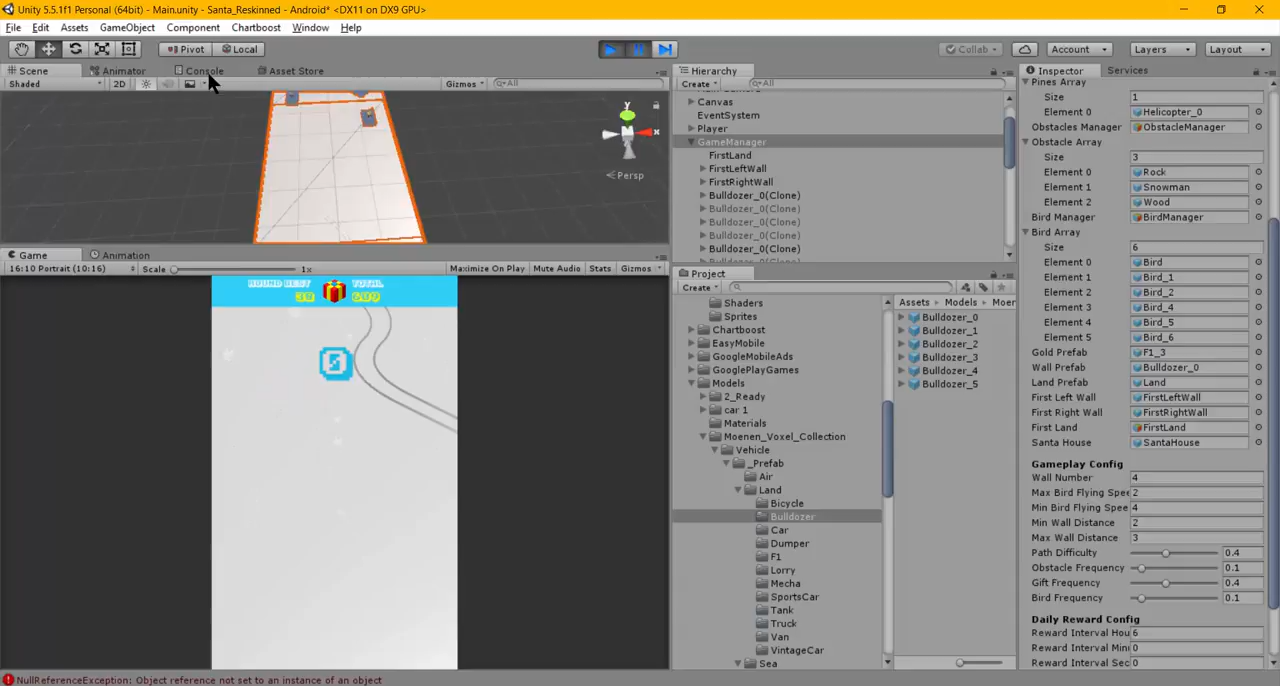 Unity 5.5.1f1 Personal (64bit) - Main.unity - Santa_Reskinned - Android* <DX11 on DX9 GPU>
File Edit Assets GameObject Component Chartboost Window Help
Pivot Local Collab Account Layers Layout
Scene Animator Console Asset Store
Shaded 2D Gizmos All
y
x
Persp
Game Animation
16:10 Portrait (10:16) Scale 1x Maximize On Play Mute Audio Stats Gizmos
ROUND BEST TOTAL
30 609
Hierarchy
Create All
Canvas
EventSystem
Player
GameManager
FirstLand
FirstLeftWall
FirstRightWall
Bulldozer_0(Clone)
Bulldozer_0(Clone)
Bulldozer_0(Clone)
Bulldozer_0(Clone)
Bulldozer_0(Clone)
Project
Create
Shaders
Sprites
Chartboost
EasyMobile
GoogleMobileAds
GooglePlayGames
Models
2_Ready
car 1
Materials
Moenen_Voxel_Collection
Vehicle
_Prefab
Air
Land
Bicycle
Bulldozer
Car
Dumper
F1
Lorry
Mecha
SportsCar
Tank
Truck
Van
VintageCar
Sea
Assets Models Moer
Bulldozer_0
Bulldozer_1
Bulldozer_2
Bulldozer_3
Bulldozer_4
Bulldozer_5
Inspector Services
Pines Array
Size 1
Element 0 Helicopter_0
Obstacles Manager ObstacleManager
Obstacle Array
Size 3
Element 0 Rock
Element 1 Snowman
Element 2 Wood
Bird Manager BirdManager
Bird Array
Size 6
Element 0 Bird
Element 1 Bird_1
Element 2 Bird_2
Element 3 Bird_4
Element 4 Bird_5
Element 5 Bird_6
Gold Prefab F1_3
Wall Prefab Bulldozer_0
Land Prefab Land
First Left Wall FirstLeftWall
First Right Wall FirstRightWall
First Land FirstLand
Santa House SantaHouse
Gameplay Config
Wall Number 4
Max Bird Flying Spee 2
Min Bird Flying Spee 4
Min Wall Distance 2
Max Wall Distance 3
Path Difficulty 0.4
Obstacle Frequency 0.1
Gift Frequency 0.4
Bird Frequency 0.1
Daily Reward Config
Reward Interval Hou 6
Reward Interval Min 0
Reward Interval Sec 0
NullReferenceException: Object reference not set to an instance of an object